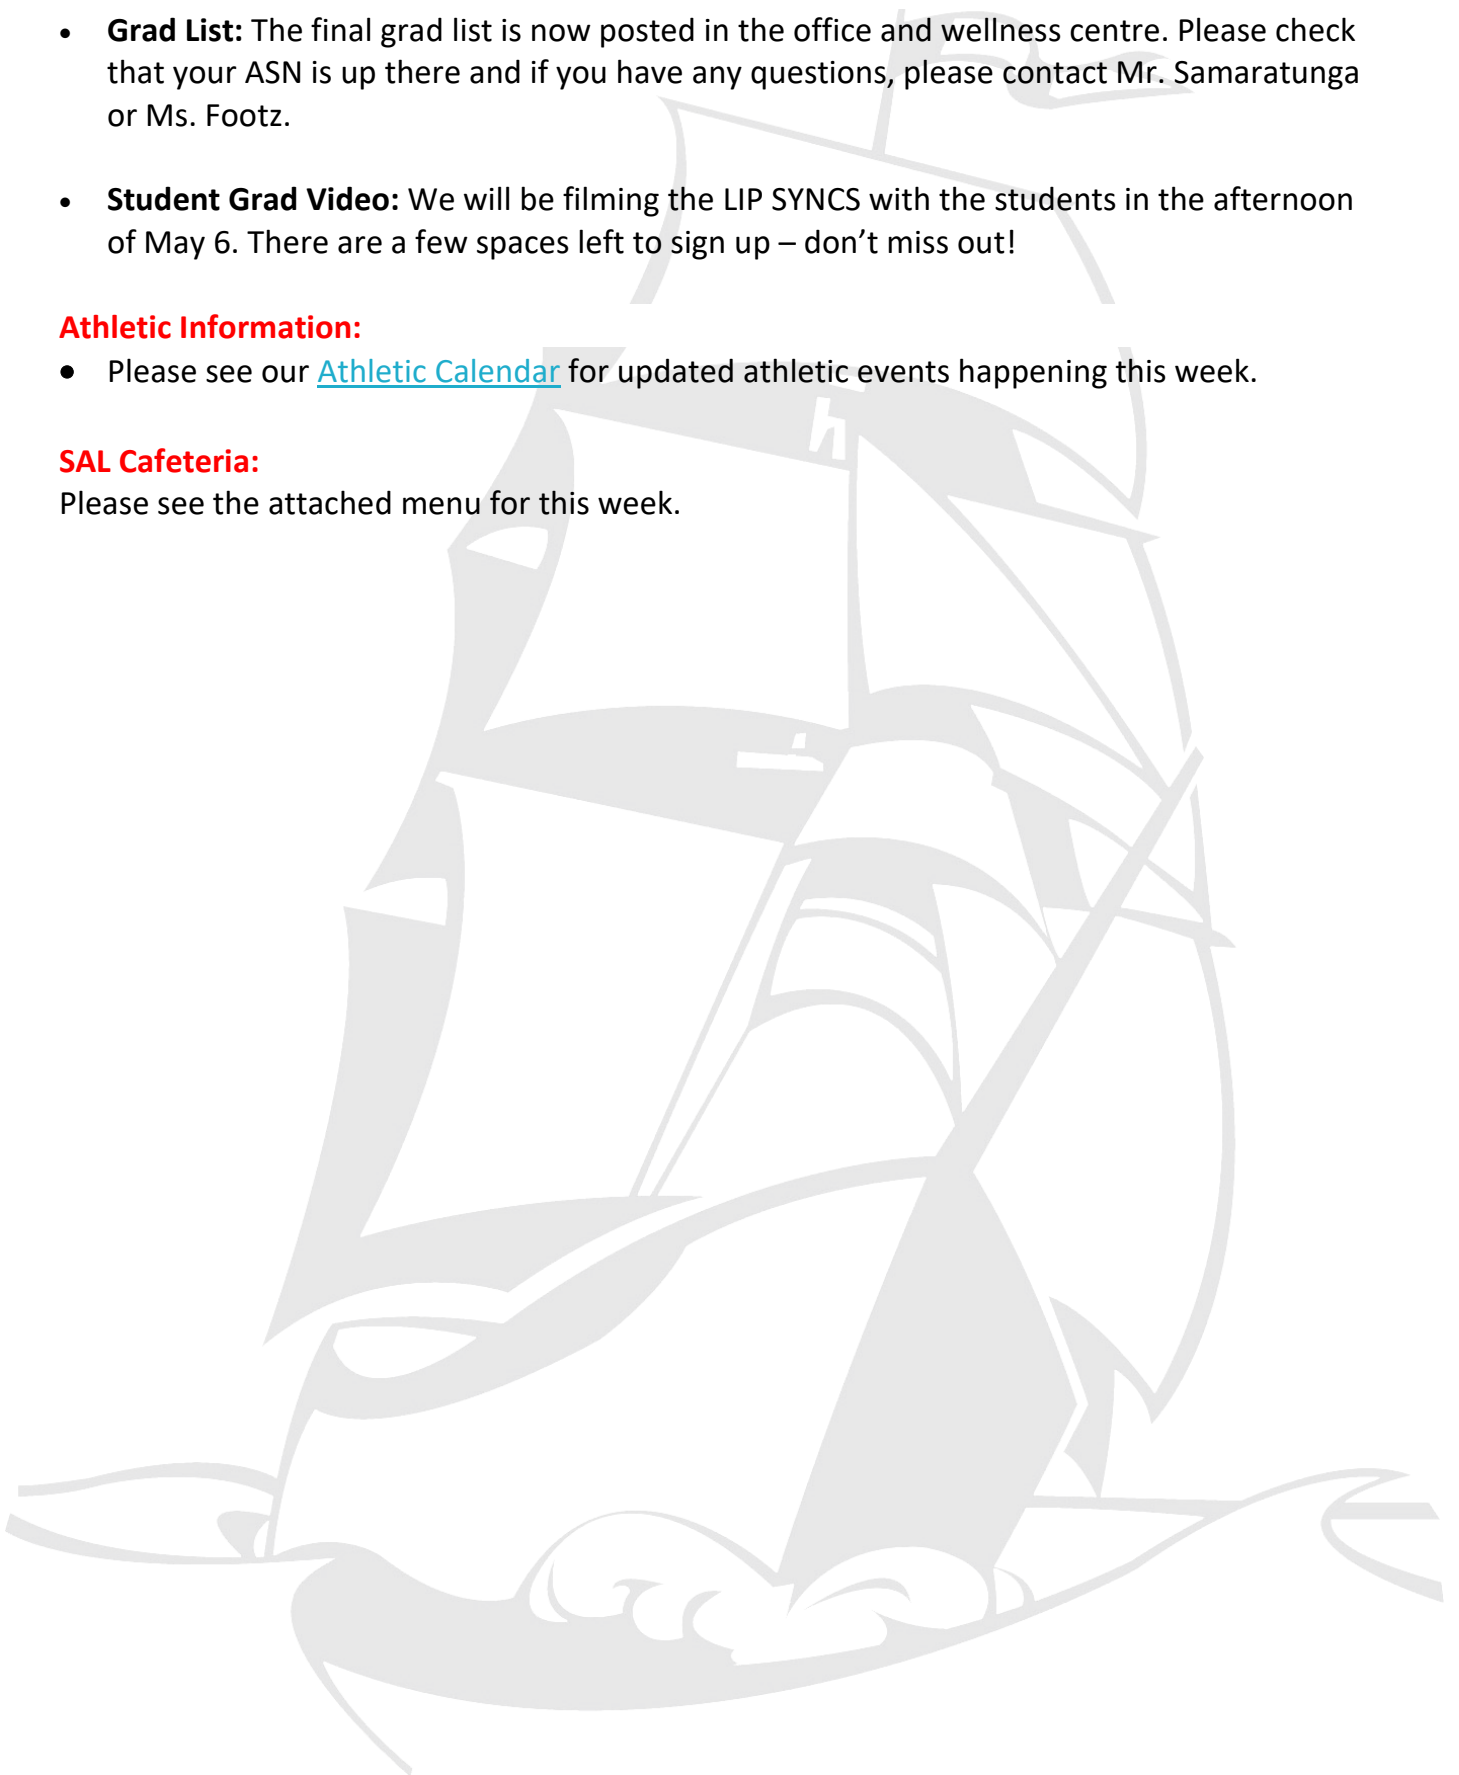 • Grad List: The final grad list is now posted in the office and wellness centre. Please check
that your ASN is up there and if you have any questions, please contact Mr. Samaratunga
or Ms. Footz.
• Student Grad Video: We will be filming the LIP SYNCS with the students in the afternoon
of May 6. There are a few spaces left to sign up – don’t miss out!
Athletic Information:
• Please see our Athletic Calendar for updated athletic events happening this week.
SAL Cafeteria:
Please see the attached menu for this week.